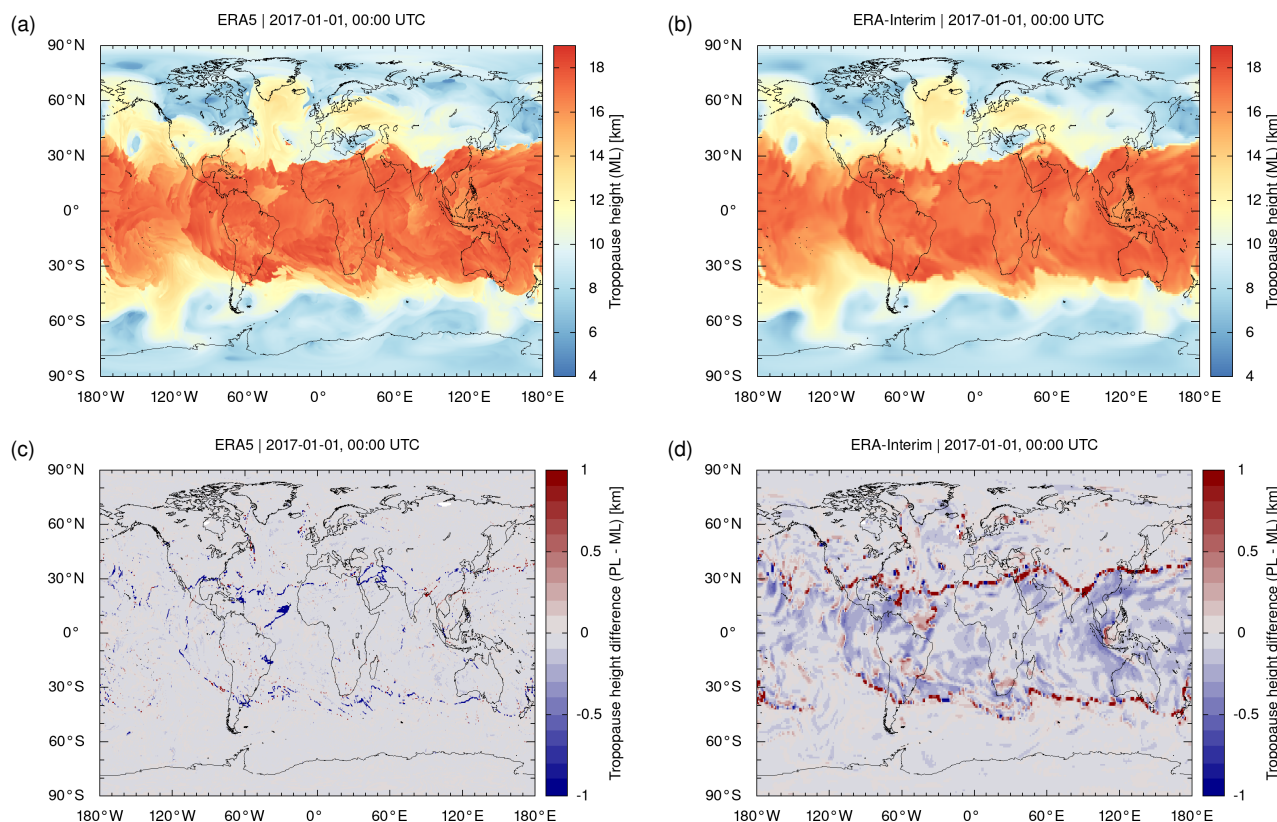 (a)
ERA5 | 2017-01-01, 00:00 UTC
90°N
60°N
30°N
0°
30°S
60°S
90°S
180°W
120°W
60°W
0°
60°E
120°E
180°E
18
16
14
12
10
8
6
4
Tropopause height (ML) [km]
(b)
ERA-Interim | 2017-01-01, 00:00 UTC
90°N
60°N
30°N
0°
30°S
60°S
90°S
180°W
120°W
60°W
0°
60°E
120°E
180°E
18
16
14
12
10
8
6
4
Tropopause height (ML) [km]
(c)
ERA5 | 2017-01-01, 00:00 UTC
90°N
60°N
30°N
0°
30°S
60°S
90°S
180°W
120°W
60°W
0°
60°E
120°E
180°E
1
0.5
0
-0.5
-1
Tropopause height difference (PL - ML) [km]
(d)
ERA-Interim | 2017-01-01, 00:00 UTC
90°N
60°N
30°N
0°
30°S
60°S
90°S
180°W
120°W
60°W
0°
60°E
120°E
180°E
1
0.5
0
-0.5
-1
Tropopause height difference (PL - ML) [km]